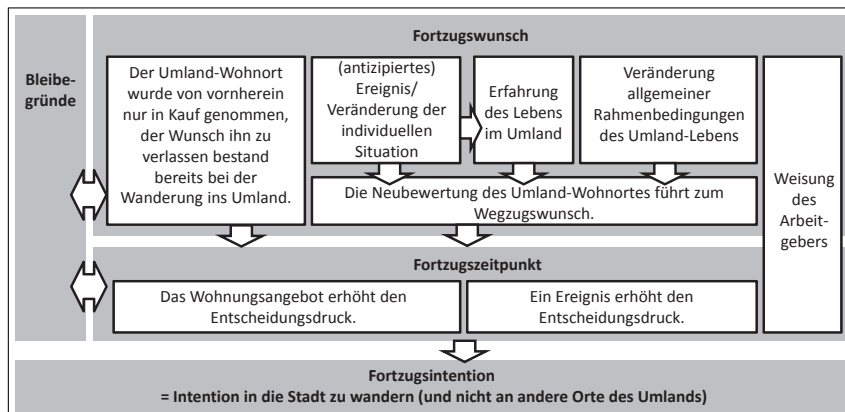 Fortzugswunsch
Bleibe-
gründe
Der Umland-Wohnort
wurde von vornherein
nur in Kauf genommen,
der Wunsch ihn zu
verlassen bestand
bereits bei der
Wanderung ins Umland.
(antizipiertes)
Ereignis/
Veränderung der
individuellen
Situation
Erfahrung
des Lebens
im Umland
Veränderung
allgemeiner
Rahmenbedingungen
des Umland-Lebens
Die Neubewertung des Umland-Wohnortes führt zum
Wegzugswunsch.
Weisung
des
Arbeit-
gebers
Fortzugszeitpunkt
Das Wohnungsangebot erhöht den
Entscheidungsdruck.
Ein Ereignis erhöht den
Entscheidungsdruck.
Fortzugsintention
= Intention in die Stadt zu wandern (und nicht an andere Orte des Umlands)